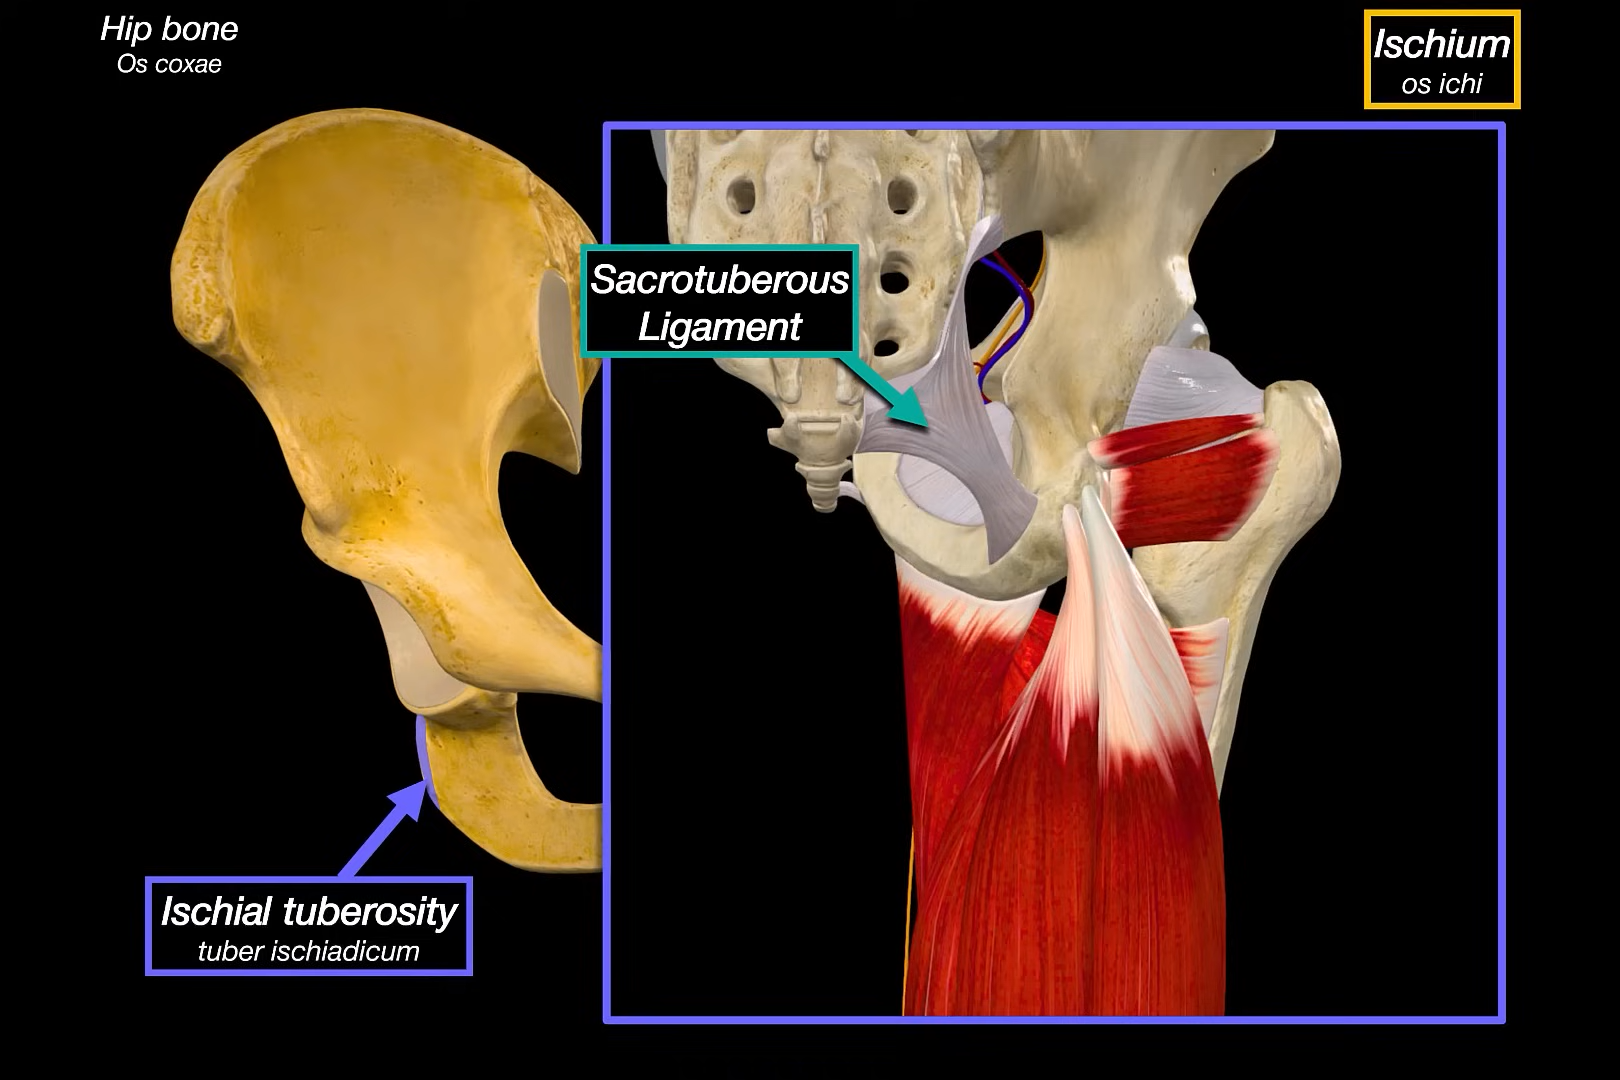 Hip bone
Os coxae
Ischium
os ichi
Sacrotuberous
Ligament
Ischial tuberosity
tuber ischiadicum